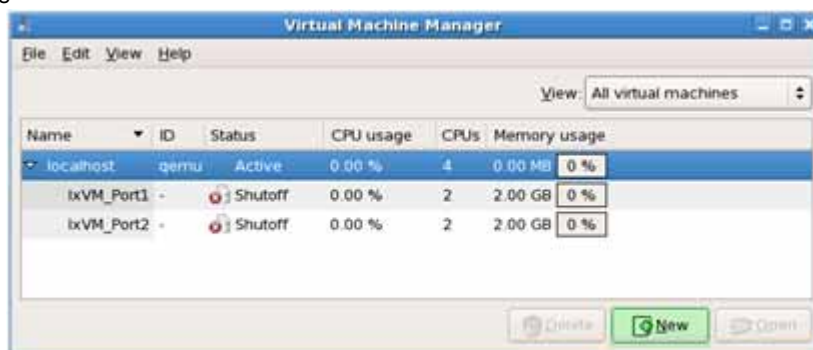 Virtual Machine Manager
File Edit View Help
View: All virtual machines
Name ID Status CPU usage CPUs Memory usage
localhost qemu Active 0.00 % 4 0.00 MB 0 %
IxVM_Port1 - Shutoff 0.00 % 2 2.00 GB 0 %
IxVM_Port2 - Shutoff 0.00 % 2 2.00 GB 0 %
Delete New Open